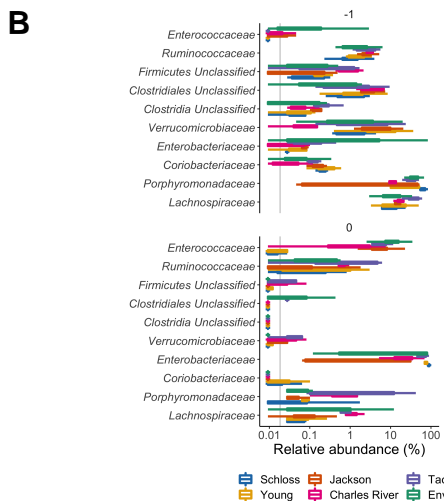 B
-1
Enterococcaceae
Ruminococcaceae
Firmicutes Unclassified
Clostridiales Unclassified
Clostridia Unclassified
Verrucomicrobiaceae
Enterobacteriaceae
Coriobacteriaceae
Porphyromonadaceae
Lachnospiraceae
0
Enterococcaceae
Ruminococcaceae
Firmicutes Unclassified
Clostridiales Unclassified
Clostridia Unclassified
Verrucomicrobiaceae
Enterobacteriaceae
Coriobacteriaceae
Porphyromonadaceae
Lachnospiraceae
0.01 0.1 1 10 100
Relative abundance (%)
Schloss Jackson Tac
Young Charles River Env